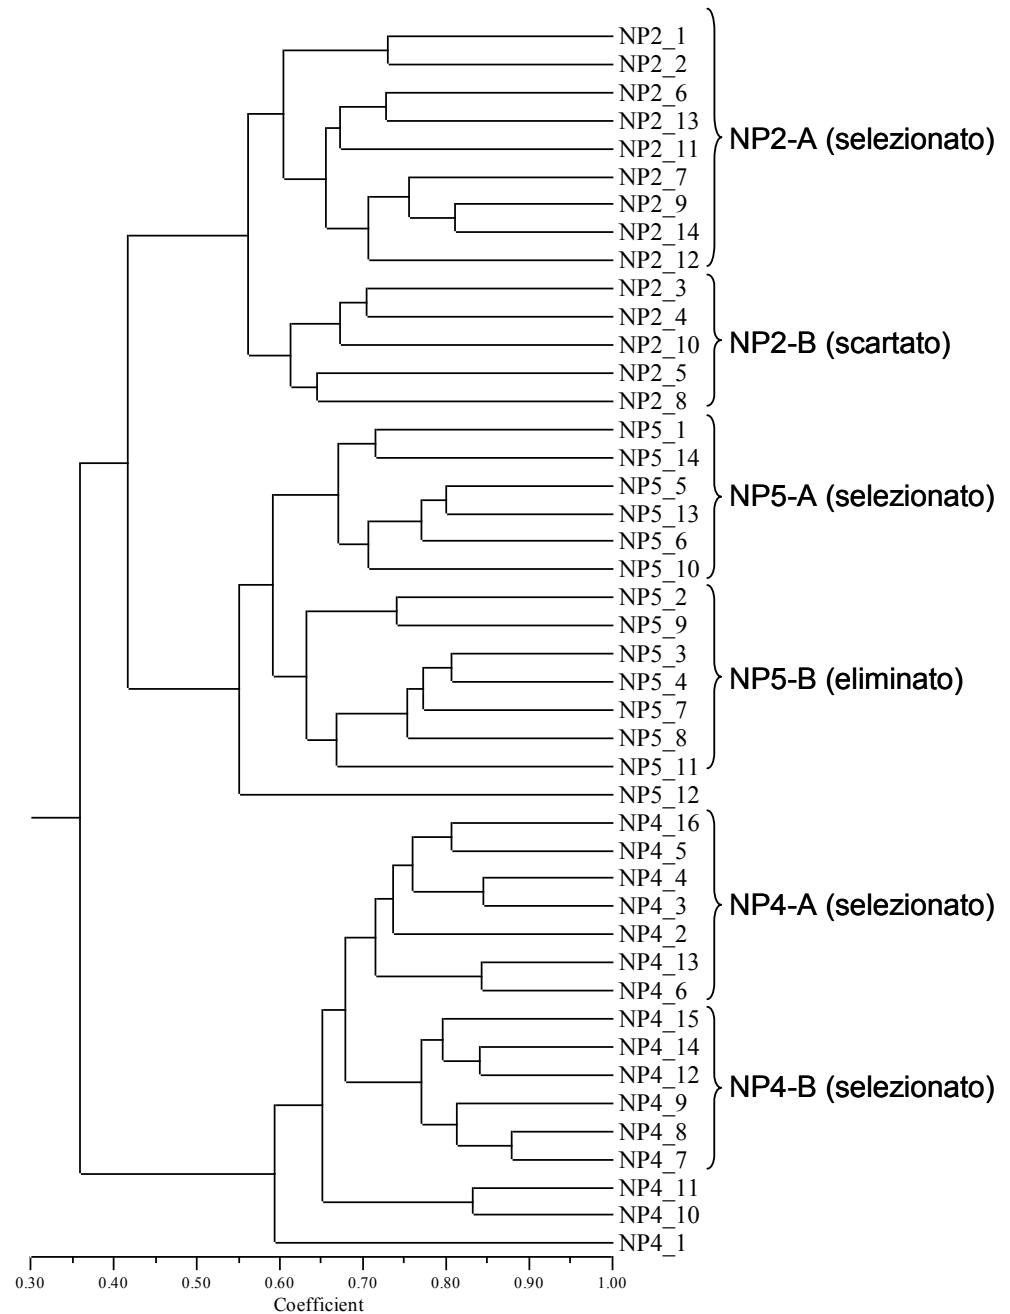 NP2_1
NP2_2
NP2_6
NP2_13
NP2_11
NP2_7
NP2_9
NP2_14
NP2_12
NP2-A (selezionato)
NP2_3
NP2_4
NP2_10
NP2_5
NP2_8
NP2-B (scartato)
NP5_1
NP5_14
NP5_5
NP5_13
NP5_6
NP5_10
NP5-A (selezionato)
NP5_2
NP5_9
NP5_3
NP5_4
NP5_7
NP5_8
NP5_11
NP5-B (eliminato)
NP5_12
NP4_16
NP4_5
NP4_4
NP4_3
NP4_2
NP4_13
NP4_6
NP4-A (selezionato)
NP4_15
NP4_14
NP4_12
NP4_9
NP4_8
NP4_7
NP4-B (selezionato)
NP4_11
NP4_10
NP4_1
0.30 0.40 0.50 0.60 0.70 0.80 0.90 1.00
Coefficient